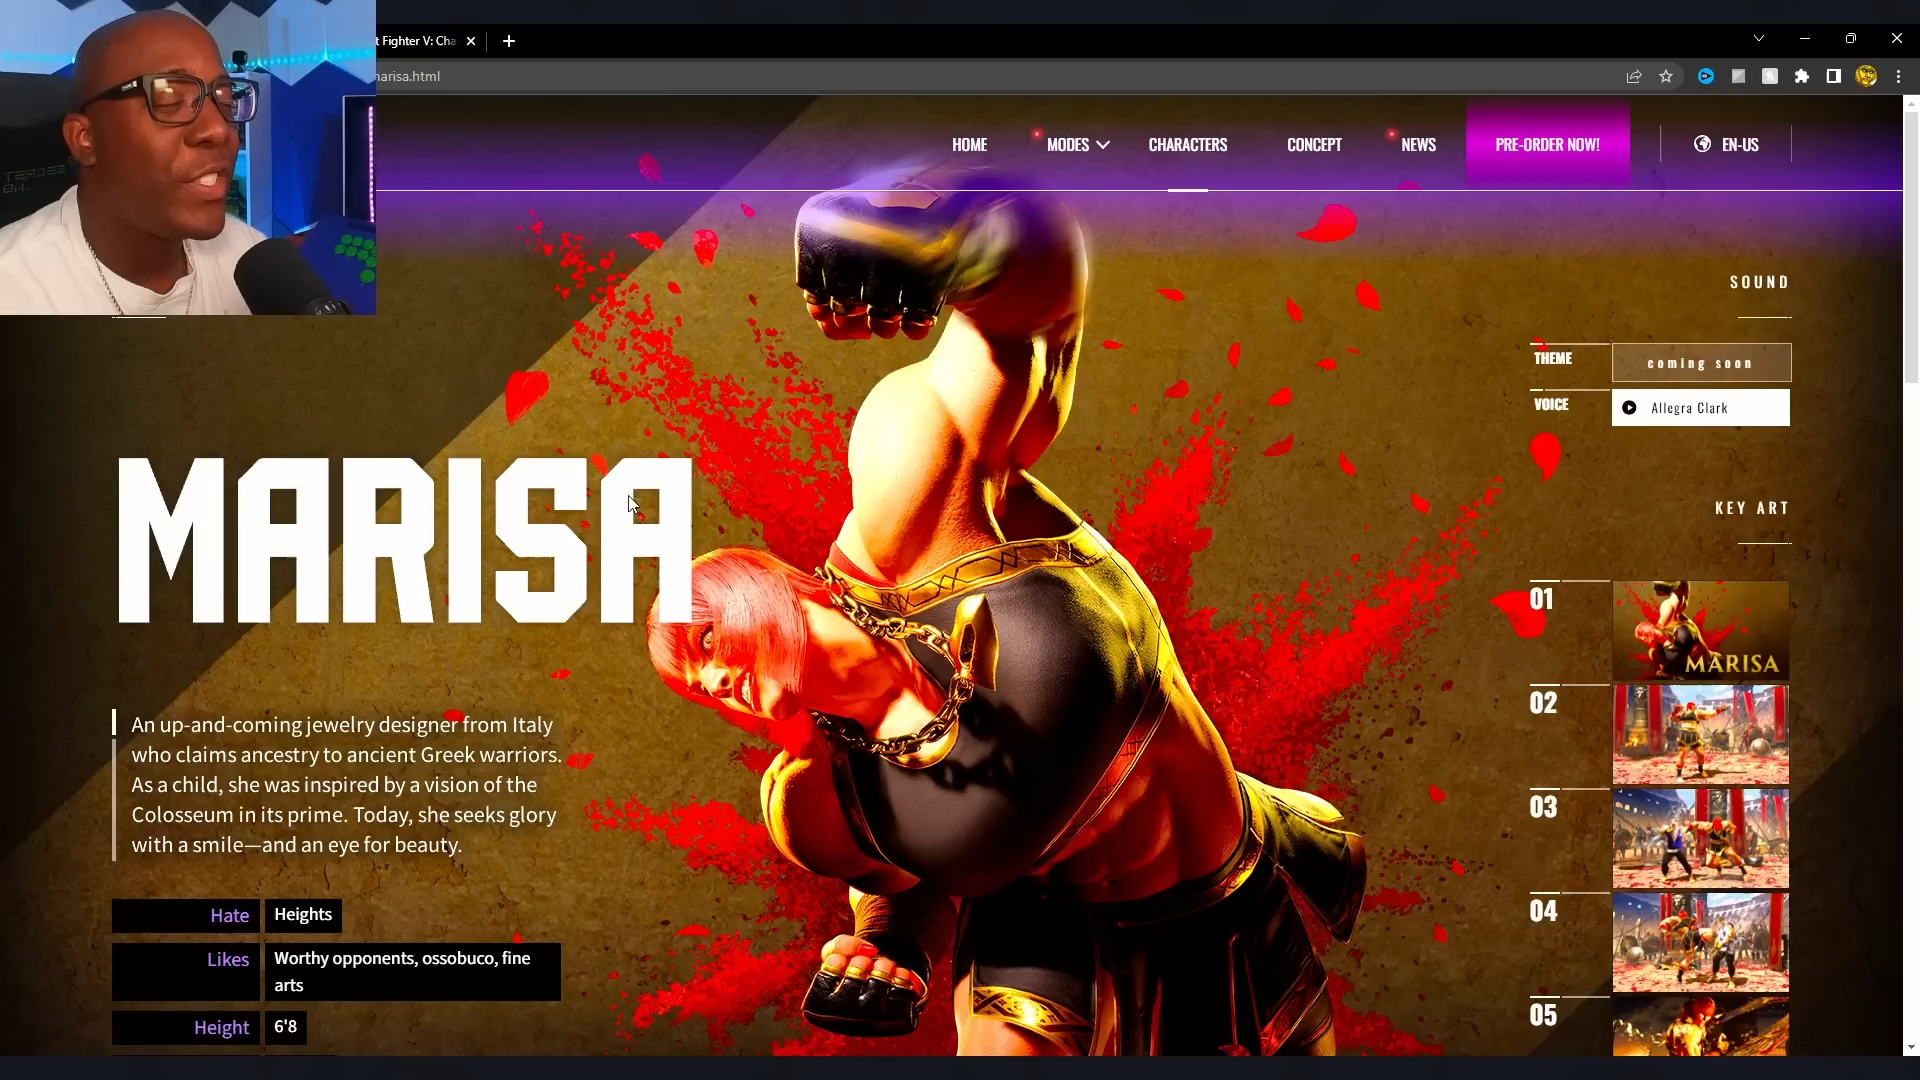 t Fighter V: Cha
marisa.html
HOME
MODES
CHARACTERS
CONCEPT
NEWS
PRE-ORDER NOW!
EN-US
SOUND
THEME
coming soon
VOICE
Allegra Clark
MARISA
KEY ART
01
MARISA
02
03
04
05
An up-and-coming jewelry designer from Italy
who claims ancestry to ancient Greek warriors.
As a child, she was inspired by a vision of the
Colosseum in its prime. Today, she seeks glory
with a smile—and an eye for beauty.
Hate
Heights
Likes
Worthy opponents, ossobuco, fine
arts
Height
6'8